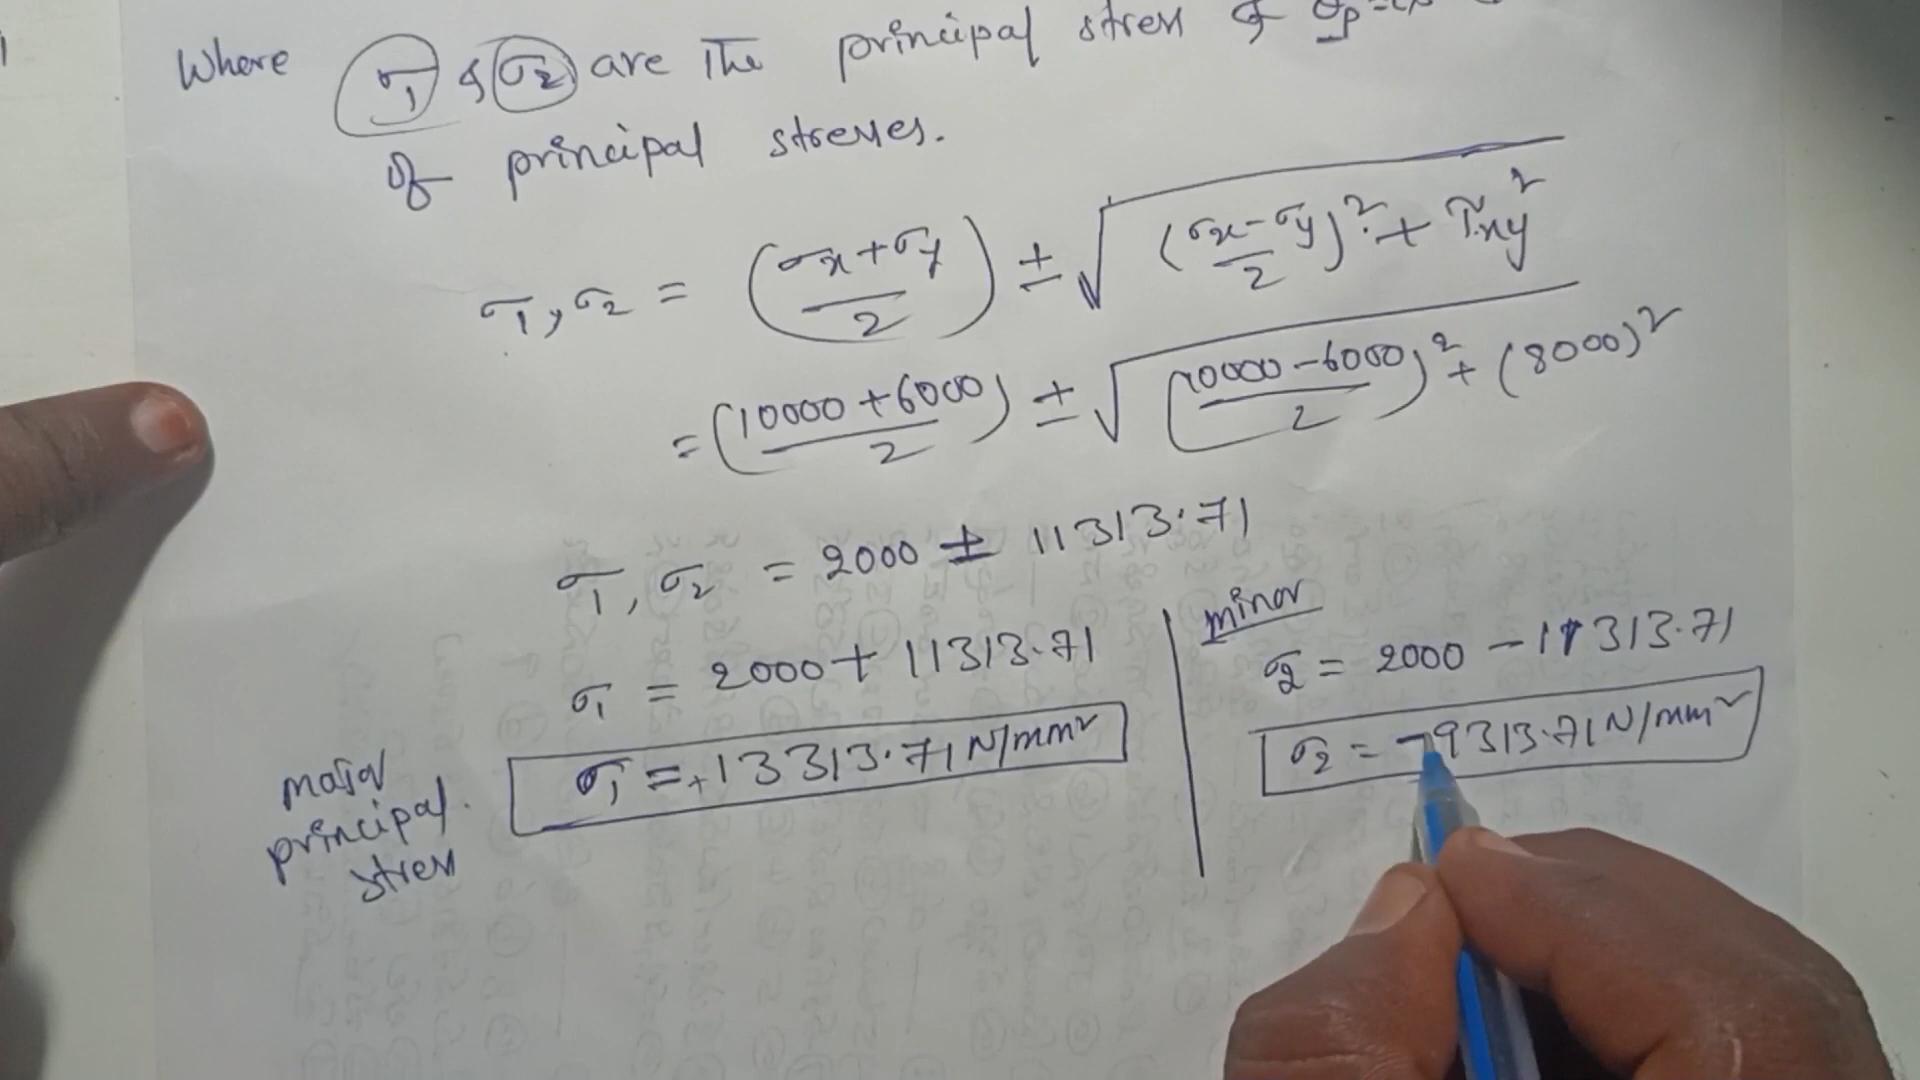 Where σ1 & σ2 are The principal stress & θp =
of principal stresses.
σ1, σ2 = (σx + σy / 2) ± √(σx - σy / 2)² + τxy²
= (10000 + 6000 / 2) ± √(10000 - 6000 / 2)² + (8000)²
σ1, σ2 = 2000 ± 11313.71
σ1 = 2000 + 11313.71
σ1 = +13313.71 N/mm²
major
principal
stress
minor
σ2 = 2000 - 11313.71
σ2 = -9313.71 N/mm²